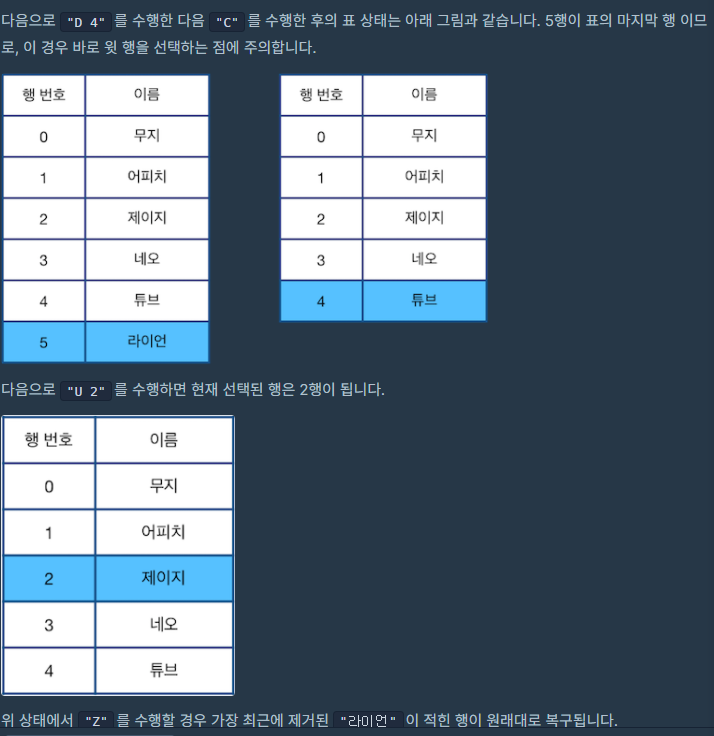 다음으로 "D 4"를 수행한 다음 "C"를 수행한 후의 표 상태는 아래 그림과 같습니다. 5행이 표의 마지막 행 이므
로, 이 경우 바로 윗 행을 선택하는 점에 주의합니다.
행 번호 이름
0 무지
1 어피치
2 제이지
3 네오
4 튜브
5 라이언
행 번호 이름
0 무지
1 어피치
2 제이지
3 네오
4 튜브
다음으로 "U 2"를 수행하면 현재 선택된 행은 2행이 됩니다.
행 번호 이름
0 무지
1 어피치
2 제이지
3 네오
4 튜브
위 상태에서 "Z"를 수행할 경우 가장 최근에 제거된 "라이언"이 적힌 행이 원래대로 복구됩니다.